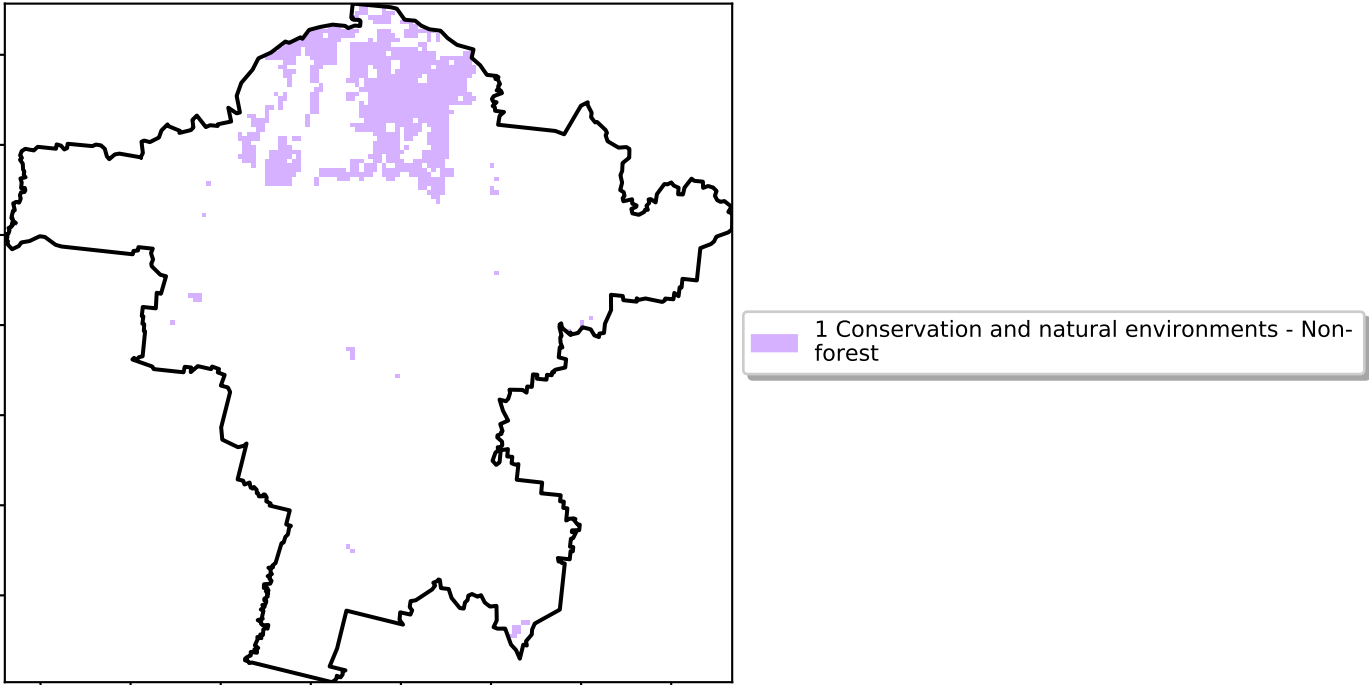 1 Conservation and natural environments - Non-
forest